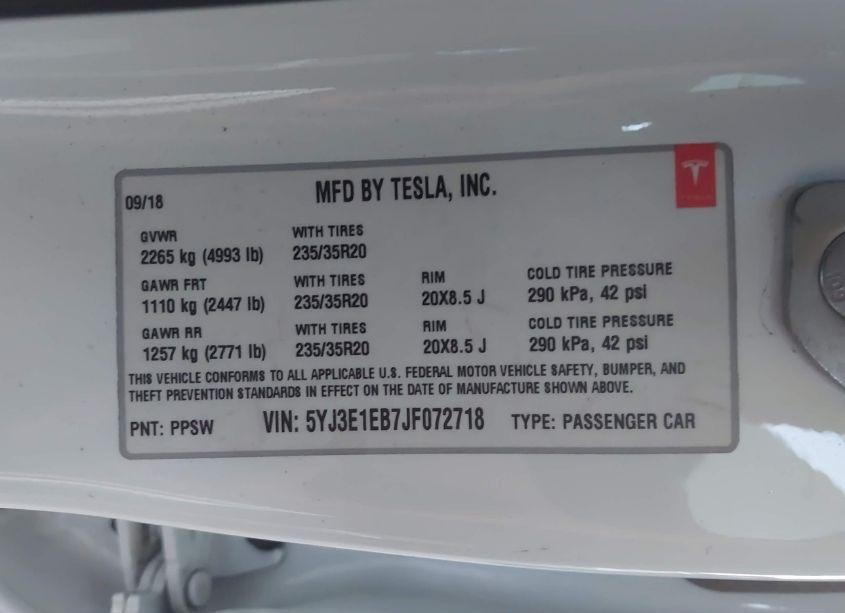 09/18 MFD BY TESLA, INC.
TESLA
GVWR WITH TIRES
2265 kg (4993 lb) 235/35R20
GAWR FRT WITH TIRES RIM COLD TIRE PRESSURE
1110 kg (2447 lb) 235/35R20 20X8.5 J 290 kPa, 42 psi
GAWR RR WITH TIRES RIM COLD TIRE PRESSURE
1257 kg (2771 lb) 235/35R20 20X8.5 J 290 kPa, 42 psi
THIS VEHICLE CONFORMS TO ALL APPLICABLE U.S. FEDERAL MOTOR VEHICLE SAFETY, BUMPER, AND
THEFT PREVENTION STANDARDS IN EFFECT ON THE DATE OF MANUFACTURE SHOWN ABOVE.
PNT: PPSW VIN: 5YJ3E1EB7JF072718 TYPE: PASSENGER CAR